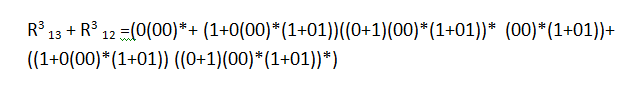 R³ ₁₃ + R³ ₁₂ =(0(00)*+ (1+0(00)*(1+01))((0+1)(00)*(1+01))* (00)*(1+01))+
((1+0(00)*(1+01)) ((0+1)(00)*(1+01))*)